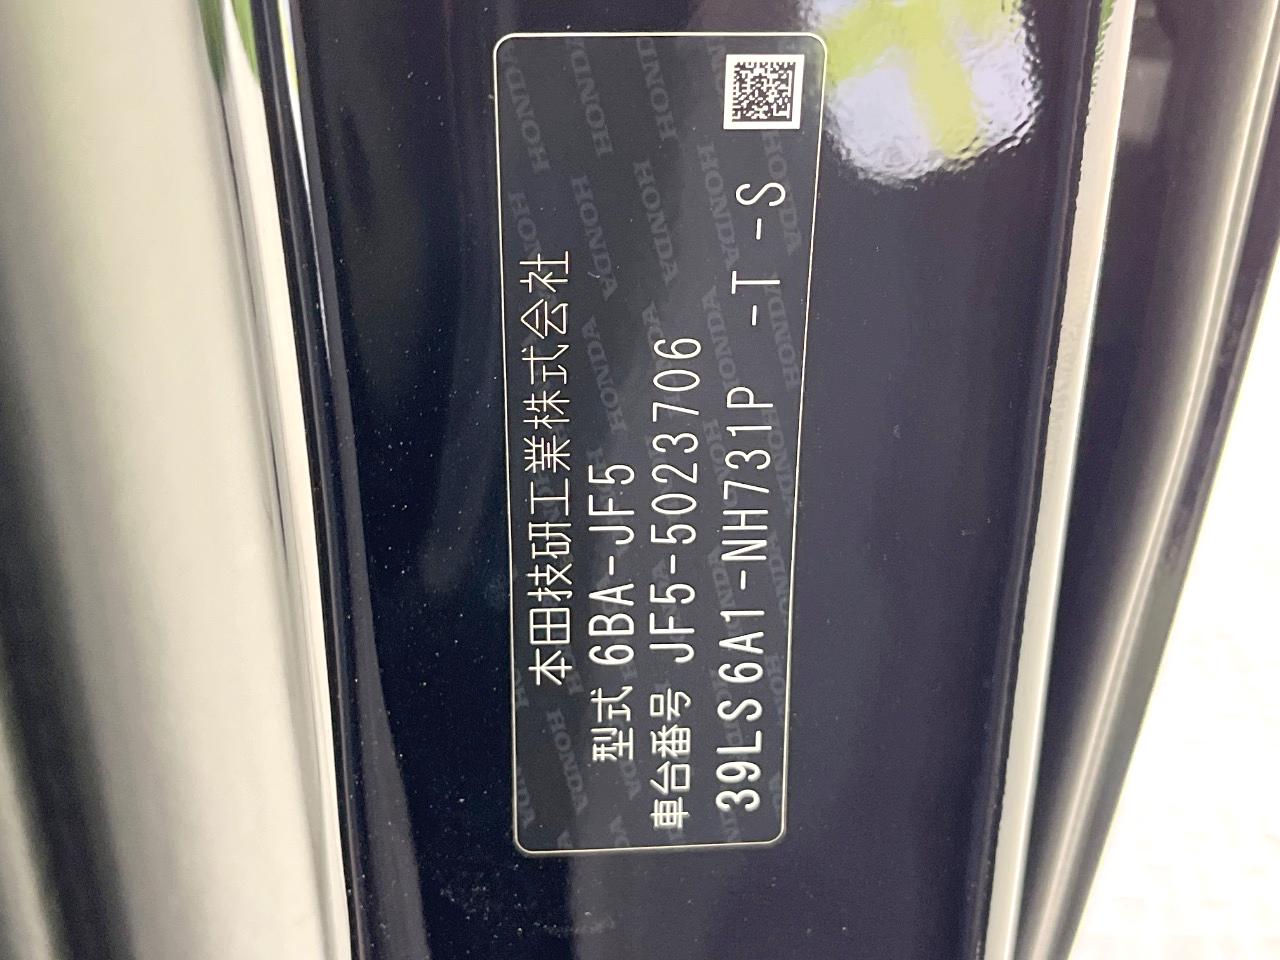 本田技研工業株式会社
型式 6BA-JF5
車台番号 JF5-5023706
39LS6A1-NH731P -T -S